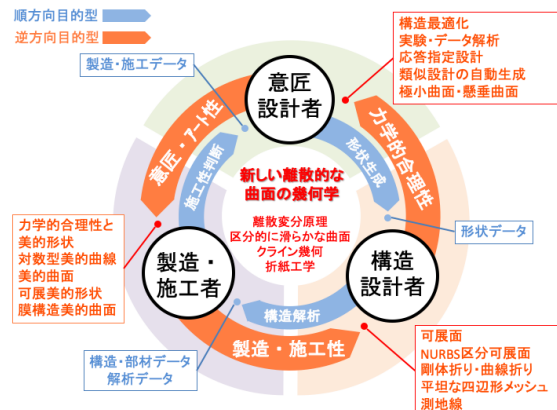 順方向目的型
逆方向目的型
製造・施工データ
構造最適化
実験・データ解析
応答指定設計
類似設計の自動生成
極小曲面・懸垂曲面
意匠
設計者
意匠・アート性
施工性判断
形状生成
力学的合理性
新しい離散的な
曲面の幾何学
離散変分原理
区分的に滑らかな曲面
クライン幾何
折紙工学
形状データ
力学的合理性と
美的形状
対数型美的曲線
美的曲面
可展美的形状
膜構造美的曲面
製造・
施工者
構造
設計者
構造解析
製造・施工性
構造・部材データ
解析データ
可展面
NURBS区分可展面
剛体折り・曲線折り
平坦な四辺形メッシュ
測地線